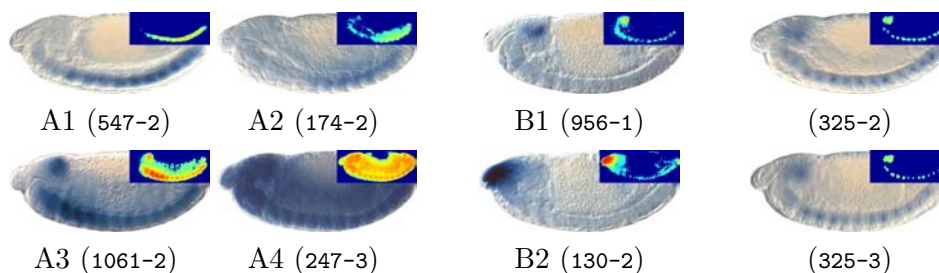 A1 (547-2) A2 (174-2) B1 (956-1) (325-2)
A3 (1061-2) A4 (247-3) B2 (130-2) (325-3)